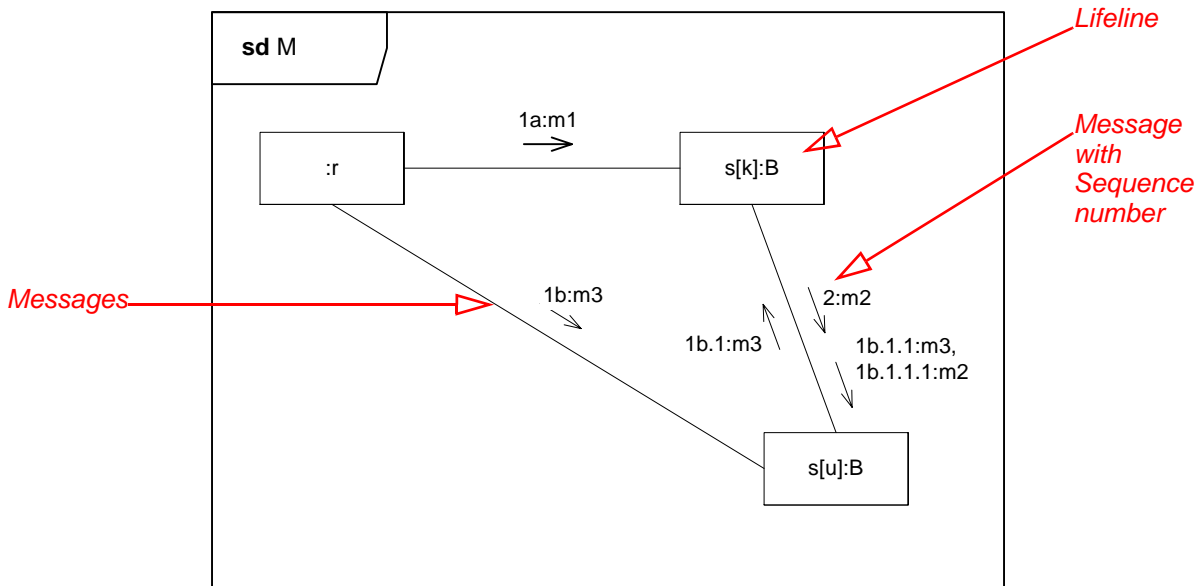 Lifeline
sd M
1a:m1
Message
with
Sequence
number
:r
s[k]:B
Messages
1b:m3
2:m2
1b.1:m3
1b.1.1:m3,
1b.1.1.1:m2
s[u]:B